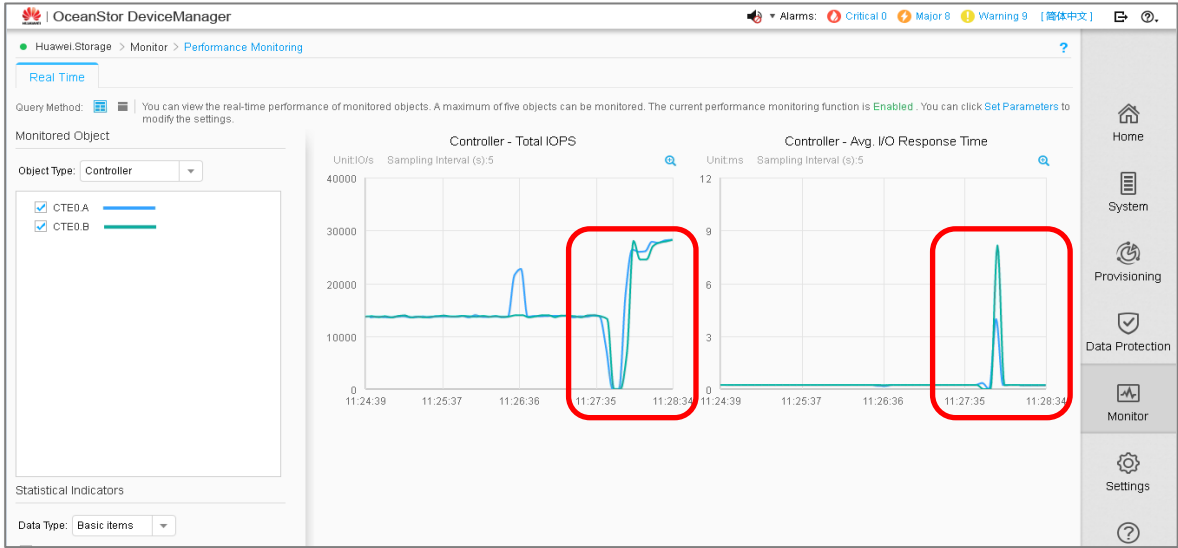 HUAWEI
OceanStor DeviceManager
Alarms: Critical 0 Major 8 Warning 9 [简体中文]
Huawei.Storage > Monitor > Performance Monitoring
?
Real Time
Query Method: You can view the real-time performance of monitored objects. A maximum of five objects can be monitored. The current performance monitoring function is Enabled . You can click Set Parameters to
modify the settings.
Monitored Object
Object Type: Controller
CTE0.A
CTE0.B
Statistical Indicators
Data Type: Basic items
Controller - Total IOPS
Unit:IO/s Sampling Interval (s):5
40000
30000
20000
10000
0
11:24:39 11:25:37 11:26:36 11:27:35 11:28:34
Controller - Avg. I/O Response Time
Unit:ms Sampling Interval (s):5
12
9
6
3
0
11:24:39 11:25:37 11:26:36 11:27:35 11:28:34
Home
System
Provisioning
Data Protection
Monitor
Settings